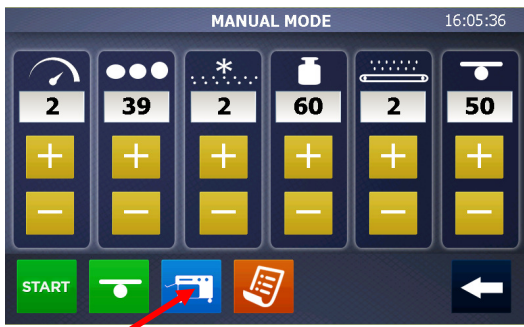 MANUAL MODE 16:05:36
2 39 2 60 2 50
+ + + + + +
− − − − − −
START